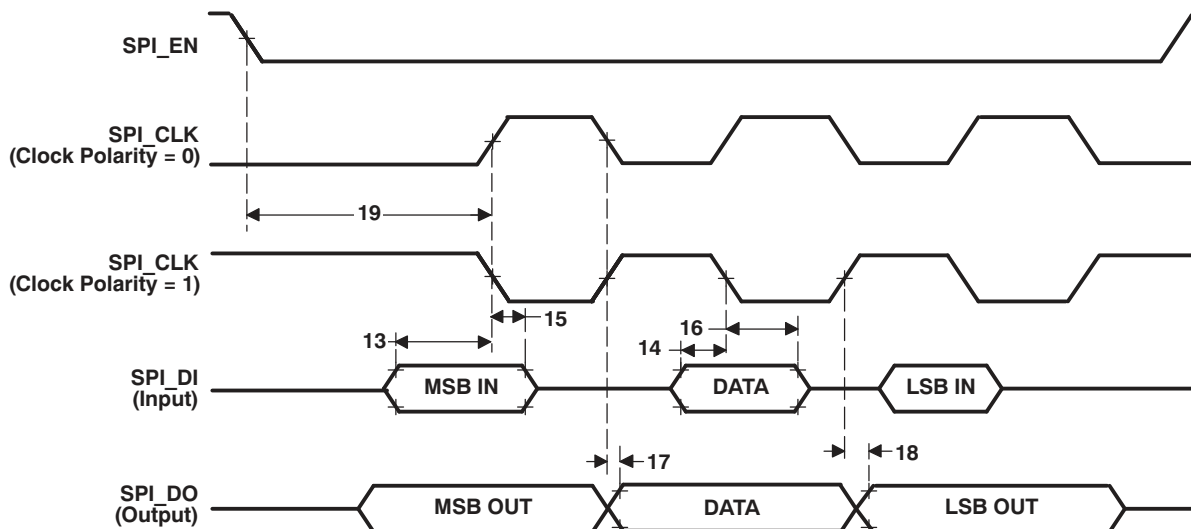 SPI_EN
SPI_CLK
(Clock Polarity = 0)
19
SPI_CLK
(Clock Polarity = 1)
15
16
13
14
SPI_DI
(Input)
MSB IN
DATA
LSB IN
17
18
SPI_DO
(Output)
MSB OUT
DATA
LSB OUT